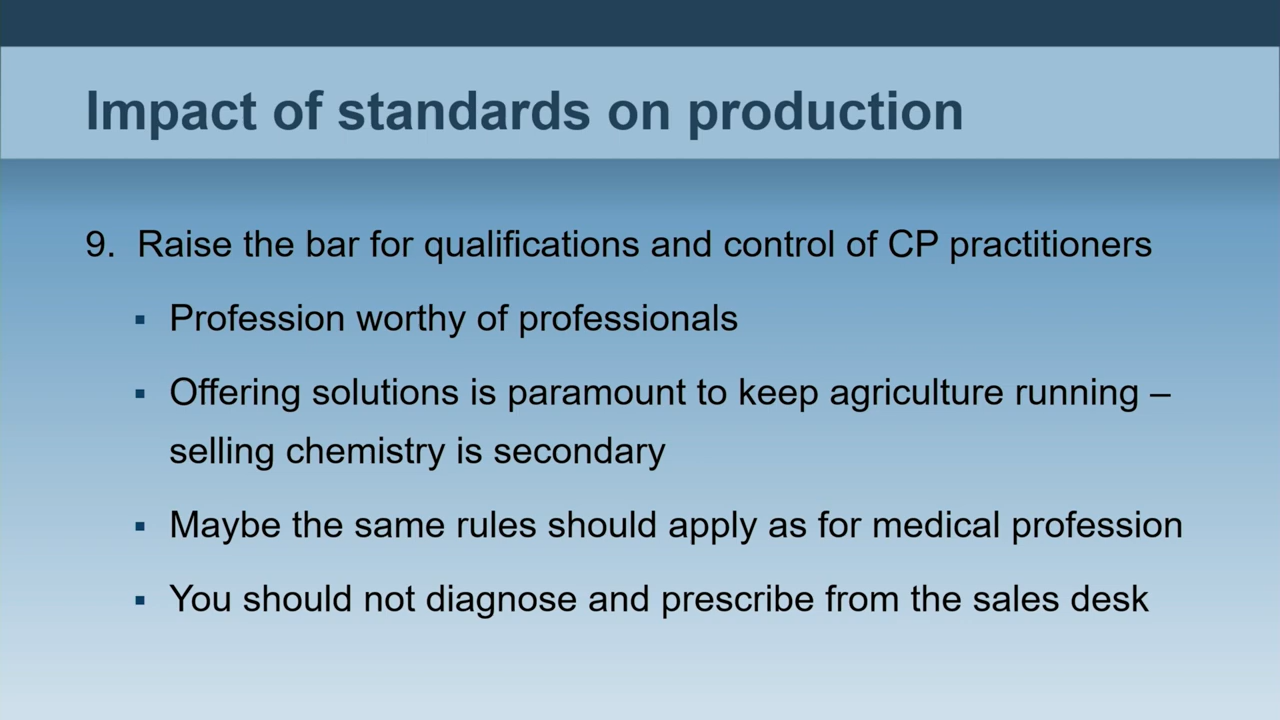 Impact of standards on production
9. Raise the bar for qualifications and control of CP practitioners
▪ Profession worthy of professionals
▪ Offering solutions is paramount to keep agriculture running –
selling chemistry is secondary
▪ Maybe the same rules should apply as for medical profession
▪ You should not diagnose and prescribe from the sales desk